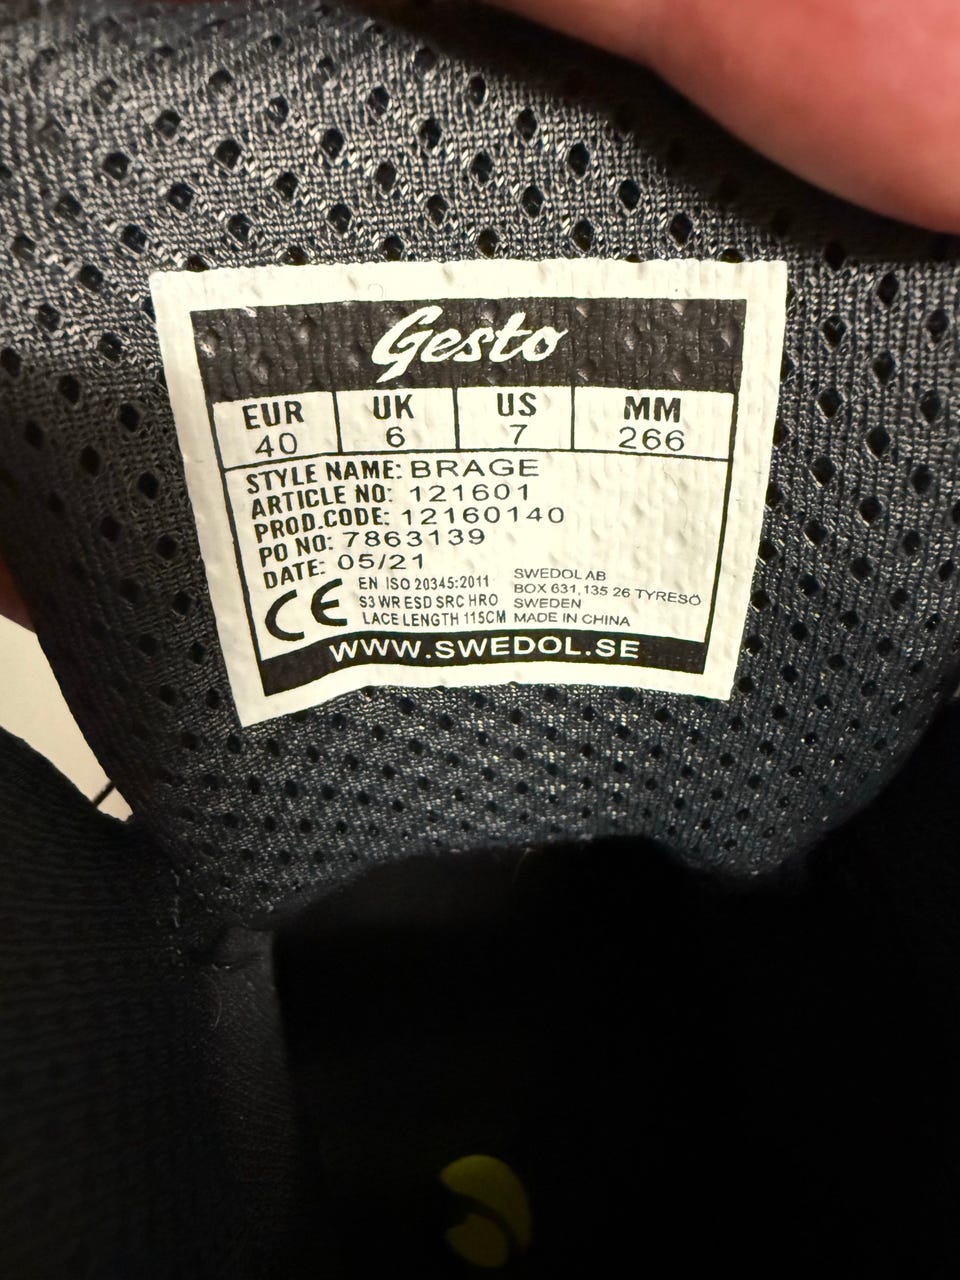 Gesto
EUR UK US MM
40 6 7 266
STYLE NAME: BRAGE
ARTICLE NO: 121601
PROD.CODE: 12160140
PO NO: 7863139
DATE: 05/21
CE
EN ISO 20345:2011
S3 WR ESD SRC HRO
LACE LENGTH 115CM
SWEDOL AB
BOX 631, 135 26 TYRESÖ
SWEDEN
MADE IN CHINA
WWW.SWEDOL.SE